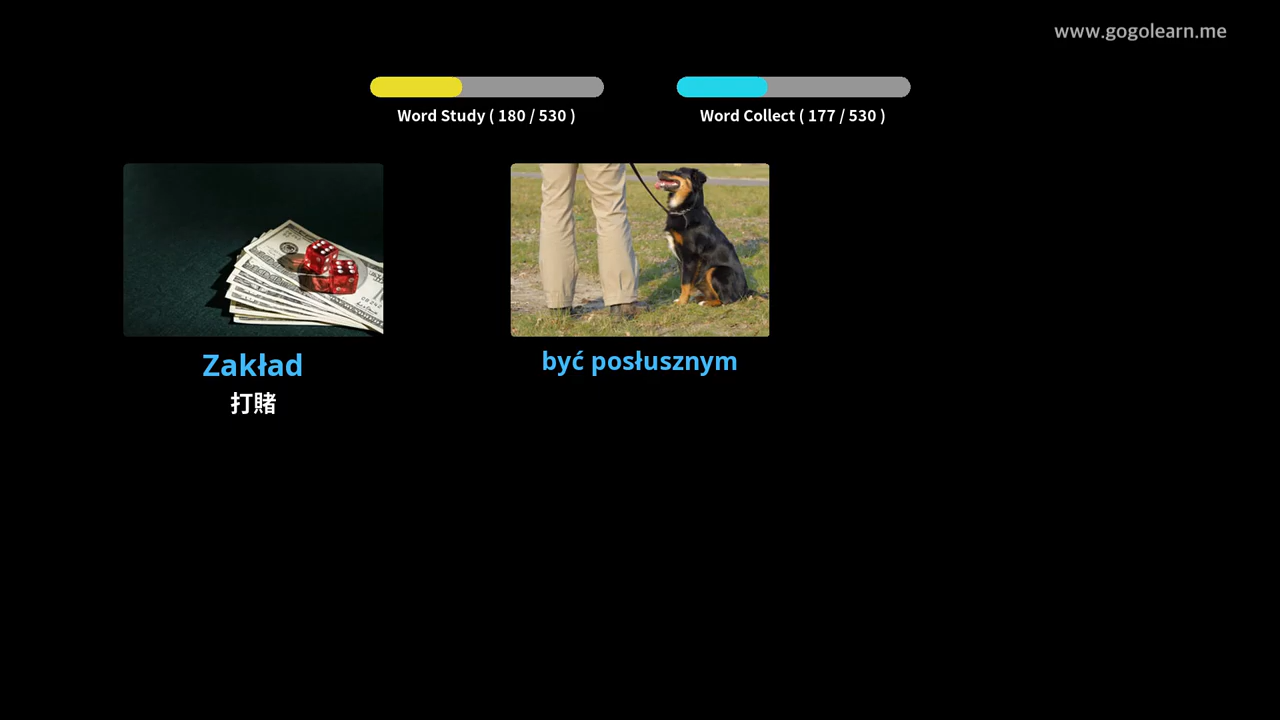 www.gogolearn.me
Word Study ( 180 / 530 )
Word Collect ( 177 / 530 )
Zakład
打賭
być posłusznym